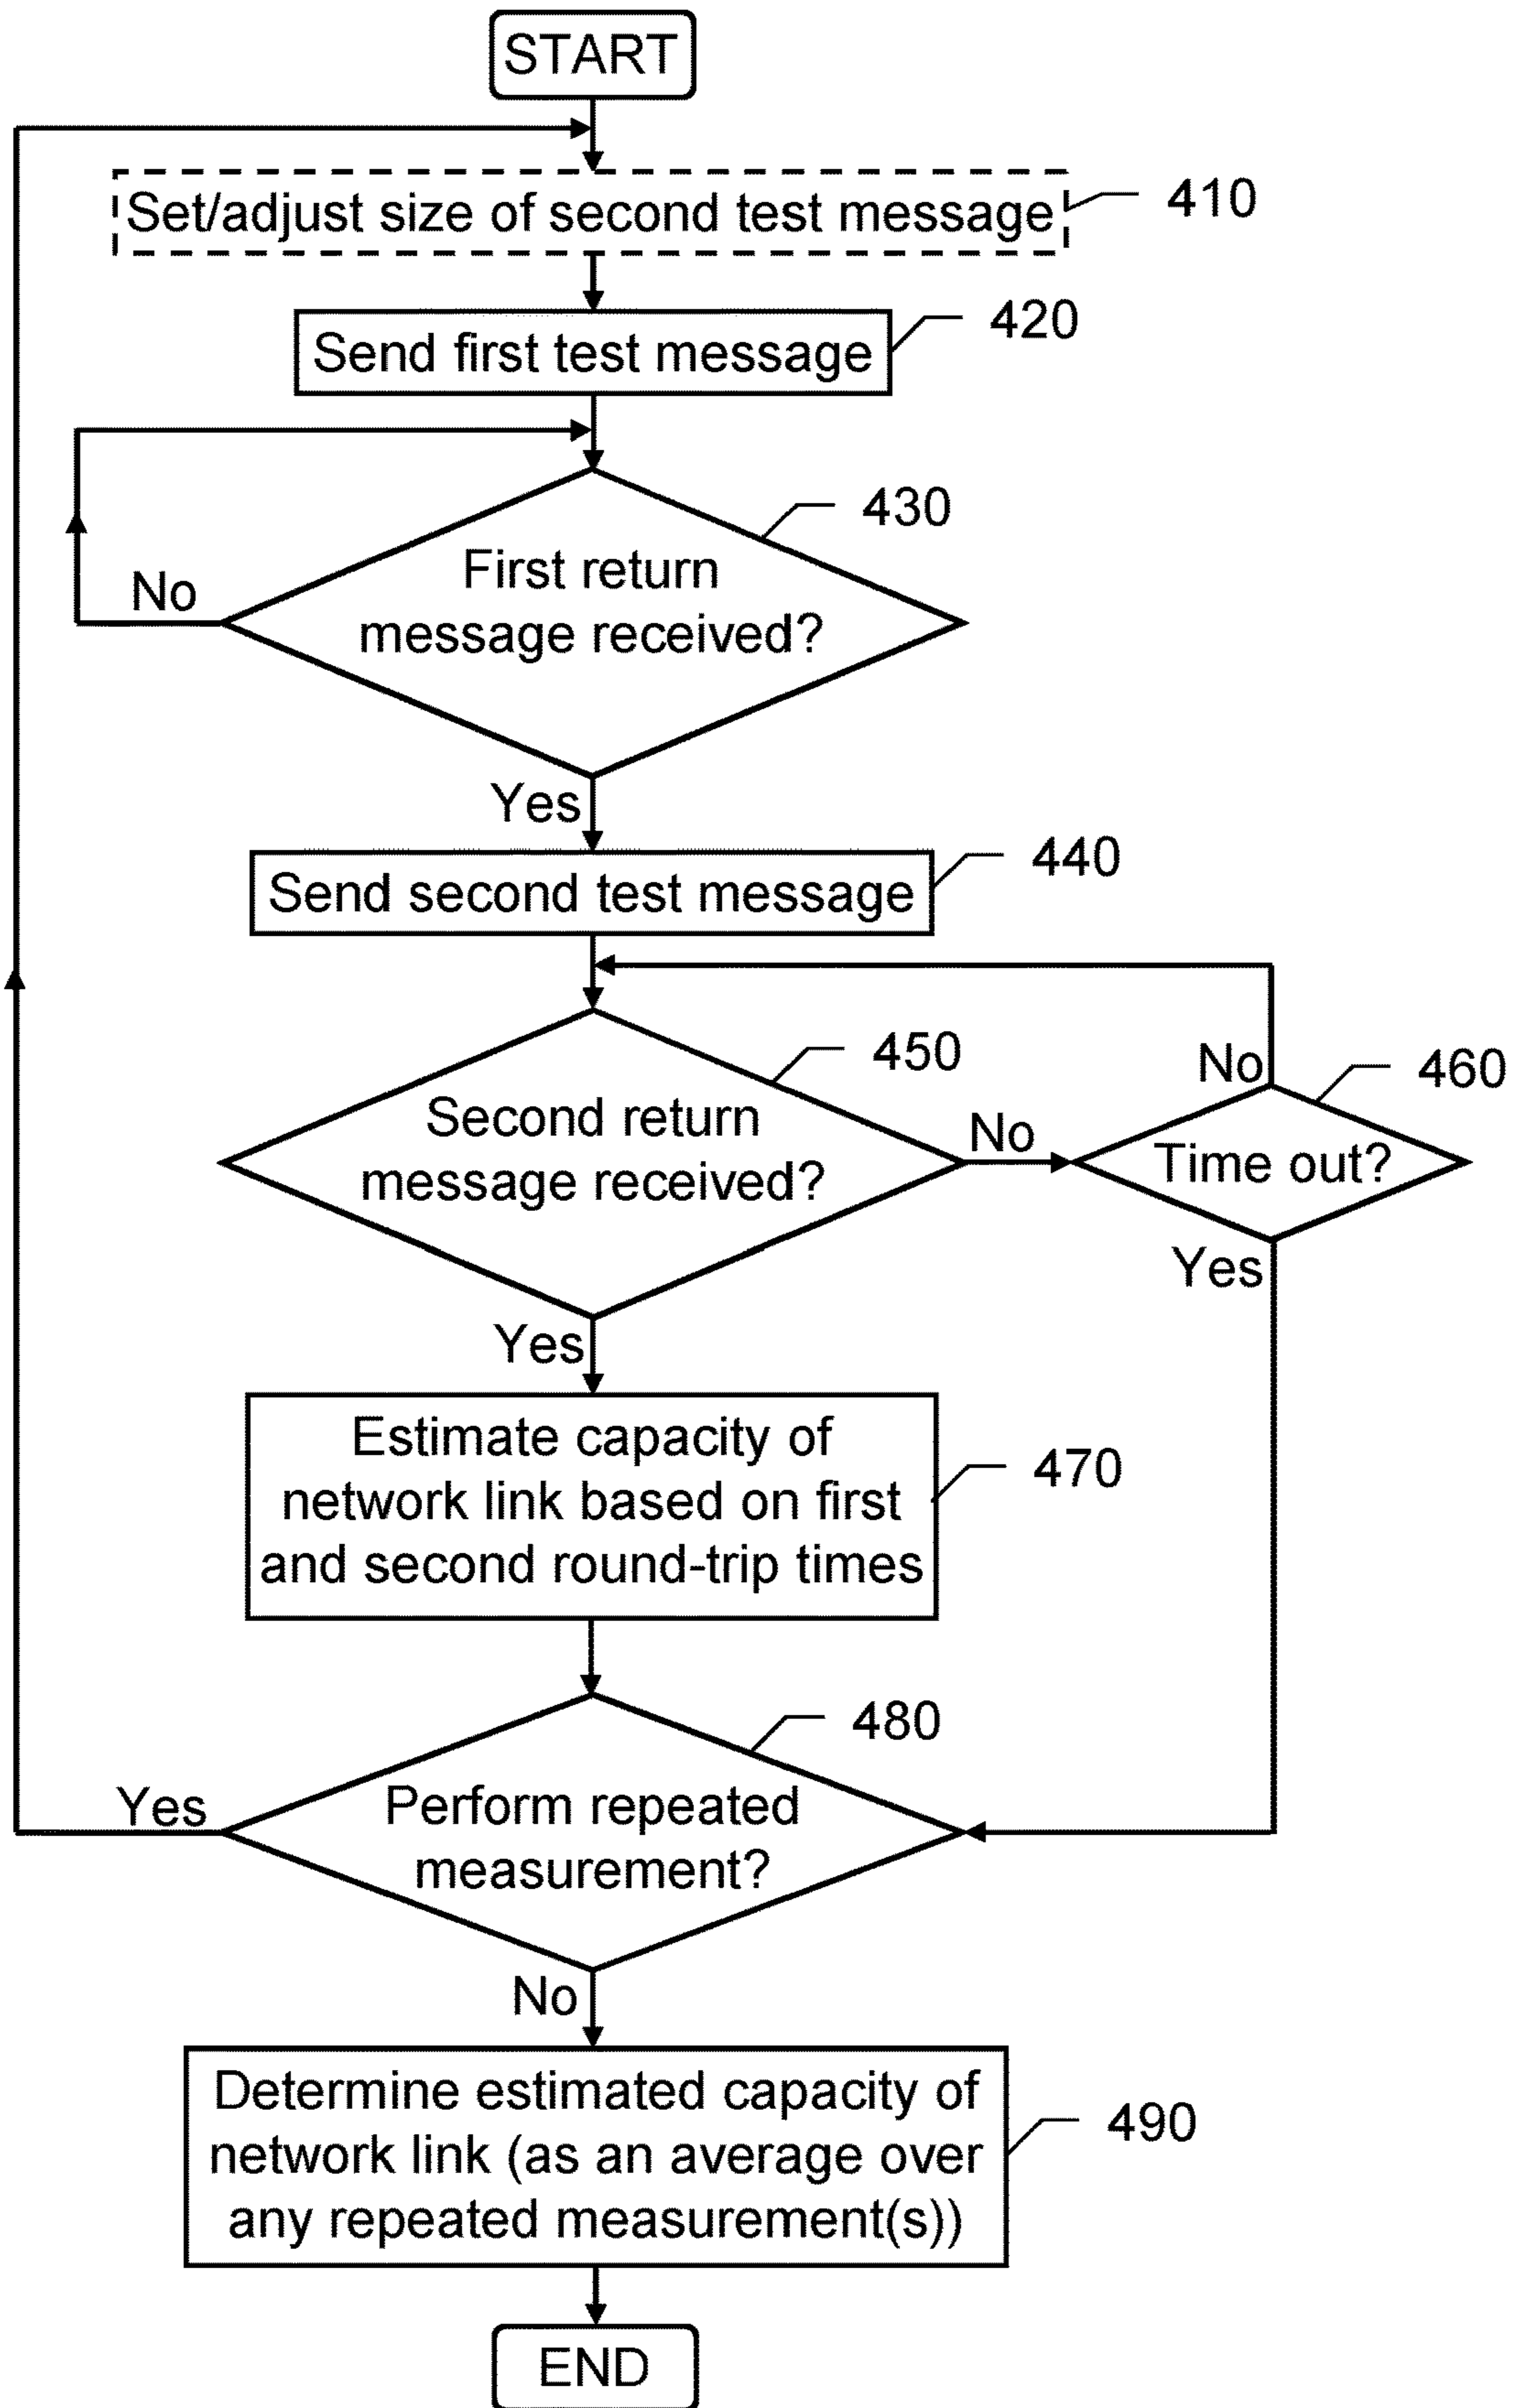 START
Set/adjust size of second test message
410
Send first test message
420
430
First return
message received?
No
Yes
Send second test message
440
450
Second return
message received?
No
No
460
Time out?
Yes
Yes
Estimate capacity of
network link based on first
and second round-trip times
470
480
Perform repeated
measurement?
Yes
No
Determine estimated capacity of
network link (as an average over
any repeated measurement(s))
490
END